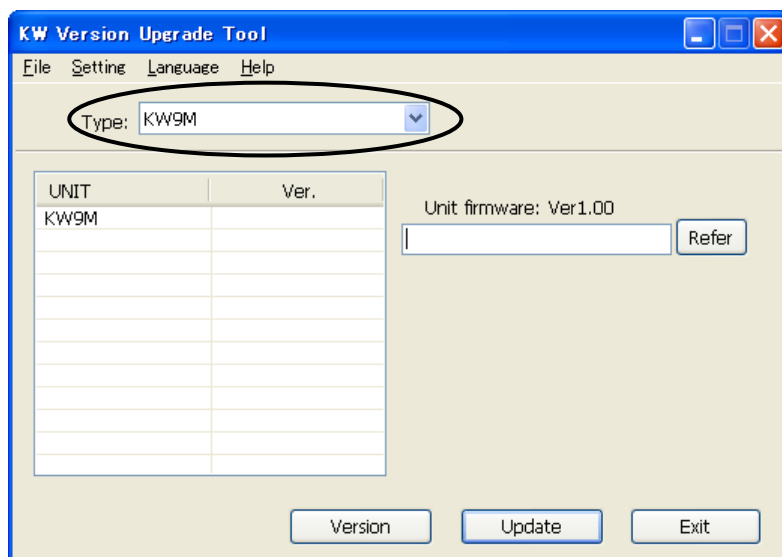 KW Version Upgrade Tool
File Setting Language Help
Type: KW9M
UNIT Ver.
KW9M
Unit firmware: Ver1.00
Refer
Version Update Exit